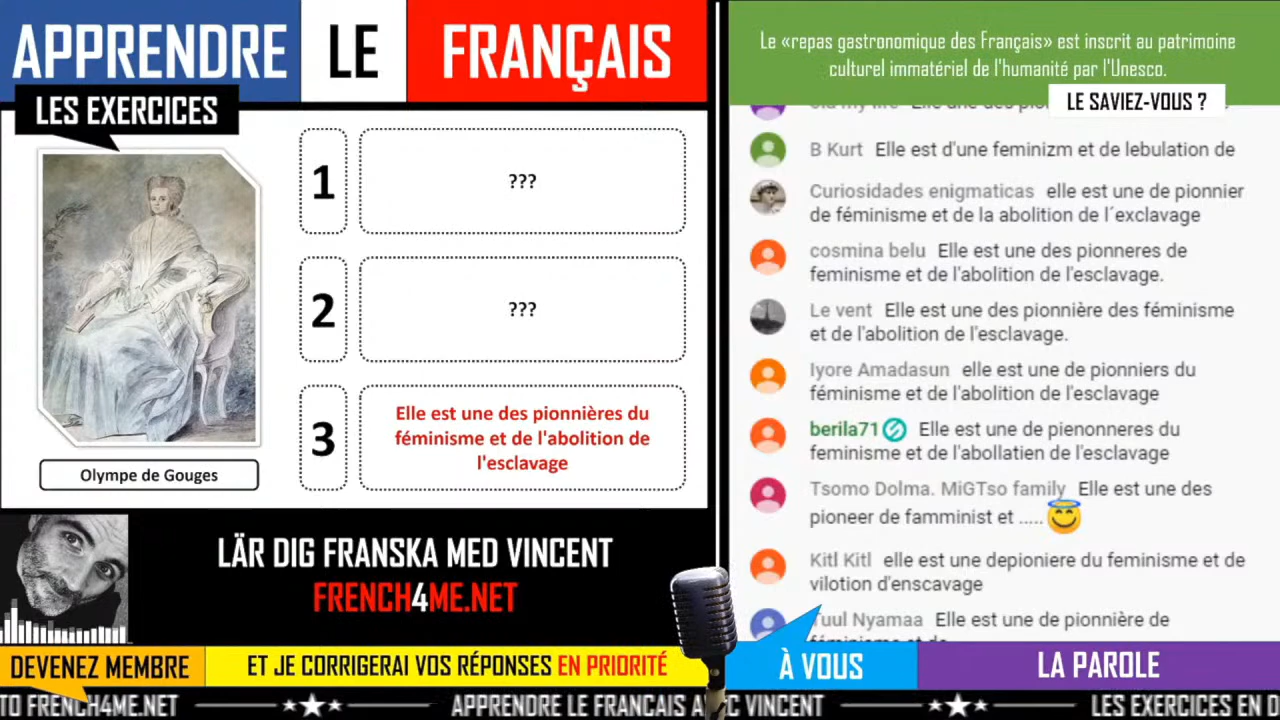 APPRENDRE LE FRANÇAIS
LES EXERCICES
1
???
2
???
3
Elle est une des pionnières du
féminisme et de l'abolition de
l'esclavage
Olympe de Gouges
LÄR DIG FRANSKA MED VINCENT
FRENCH4ME.NET
DEVENEZ MEMBRE
ET JE CORRIGERAI VOS RÉPONSES EN PRIORITÉ
Le «repas gastronomique des Français» est inscrit au patrimoine
culturel immatériel de l'humanité par l'Unesco.
LE SAVIEZ-VOUS ?
B Kurt Elle est d'une feminizm et de lebulation de
Curiosidades enigmaticas elle est une de pionnier
de féminisme et de la abolition de l´exclavage
cosmina belu Elle est une des pionneres de
feminisme et de l'abolition de l'esclavage.
Le vent Elle est une des pionnière des féminisme
et de l'abolition de l'esclavage.
Iyore Amadasun elle est une de pionniers du
féminisme et de l'abolition de l'esclavage
berila71 Elle est une de pienonneres du
feminisme et de l'abollatien de l'esclavage
Tsomo Dolma. MiGTso family Elle est une des
pioneer de famminist et .....
Kitl Kitl elle est une depioniere du feminisme et de
vilotion d'enscavage
Tuul Nyamaa Elle est une de pionnière de
À VOUS
LA PAROLE
TO FRENCH4ME.NET APPRENDRE LE FRANCAIS VINCENT LES EXERCICES EN